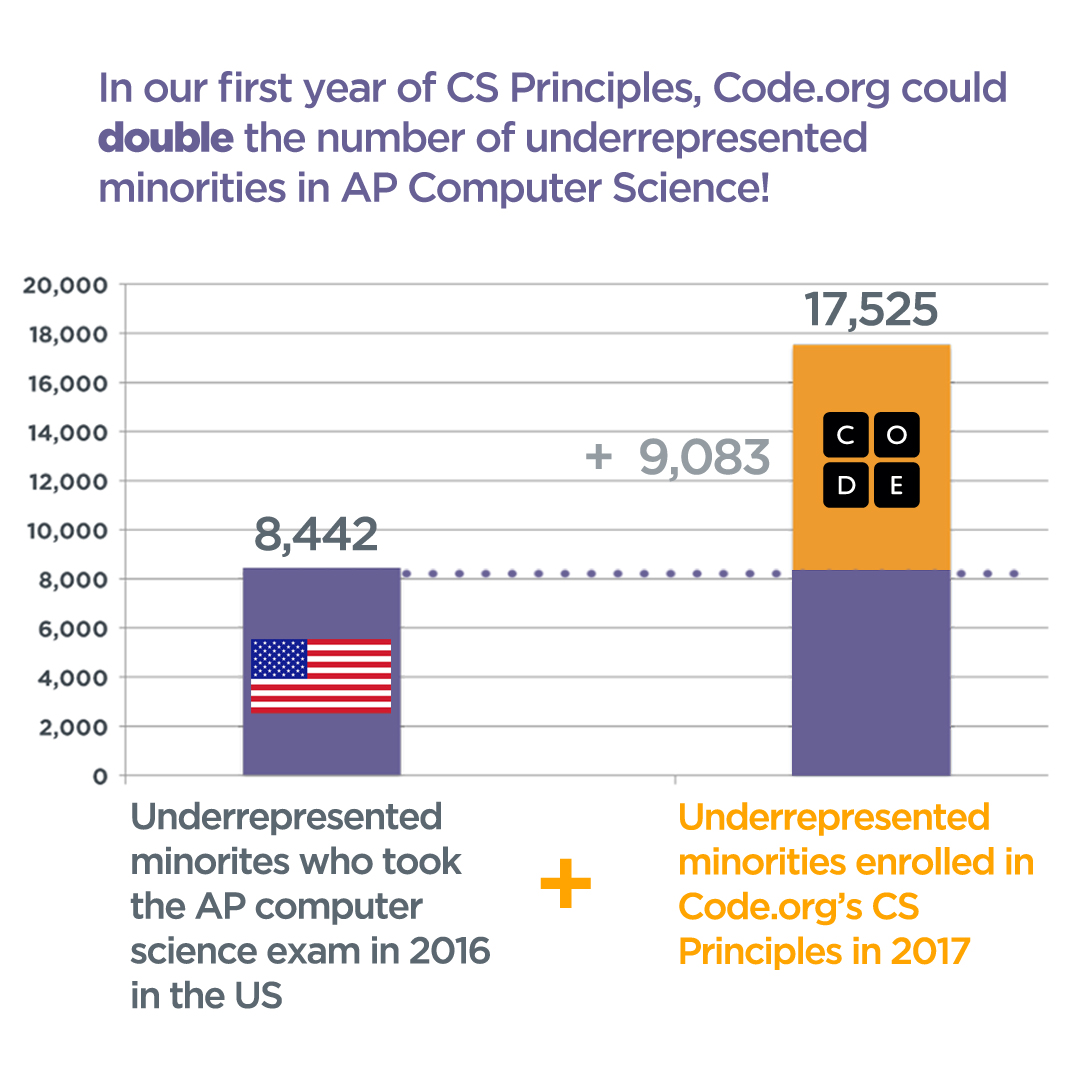 In our first year of CS Principles, Code.org could
double the number of underrepresented
minorities in AP Computer Science!
20,000
18,000
16,000
14,000
12,000
10,000
8,000
6,000
4,000
2,000
0
8,442
+ 9,083
17,525
C O
D E
Underrepresented
minorites who took
the AP computer
science exam in 2016
in the US
+
Underrepresented
minorities enrolled in
Code.org’s CS
Principles in 2017